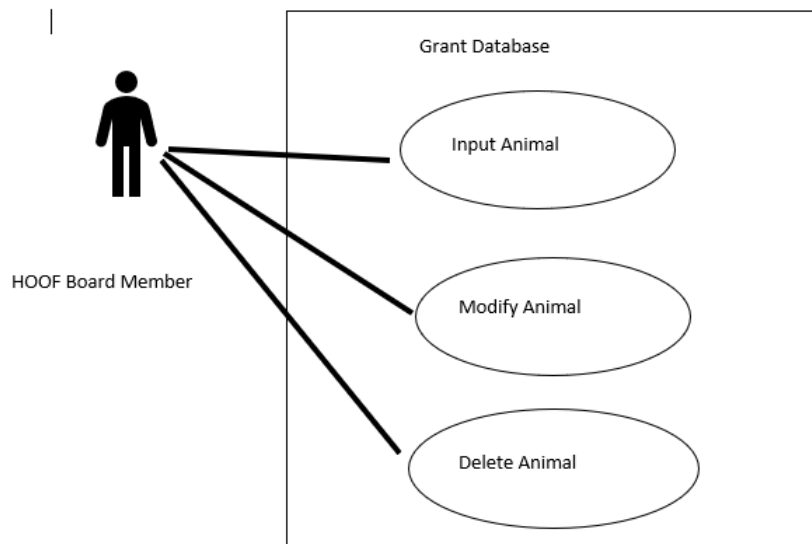 Grant Database
Input Animal
HOOF Board Member
Modify Animal
Delete Animal